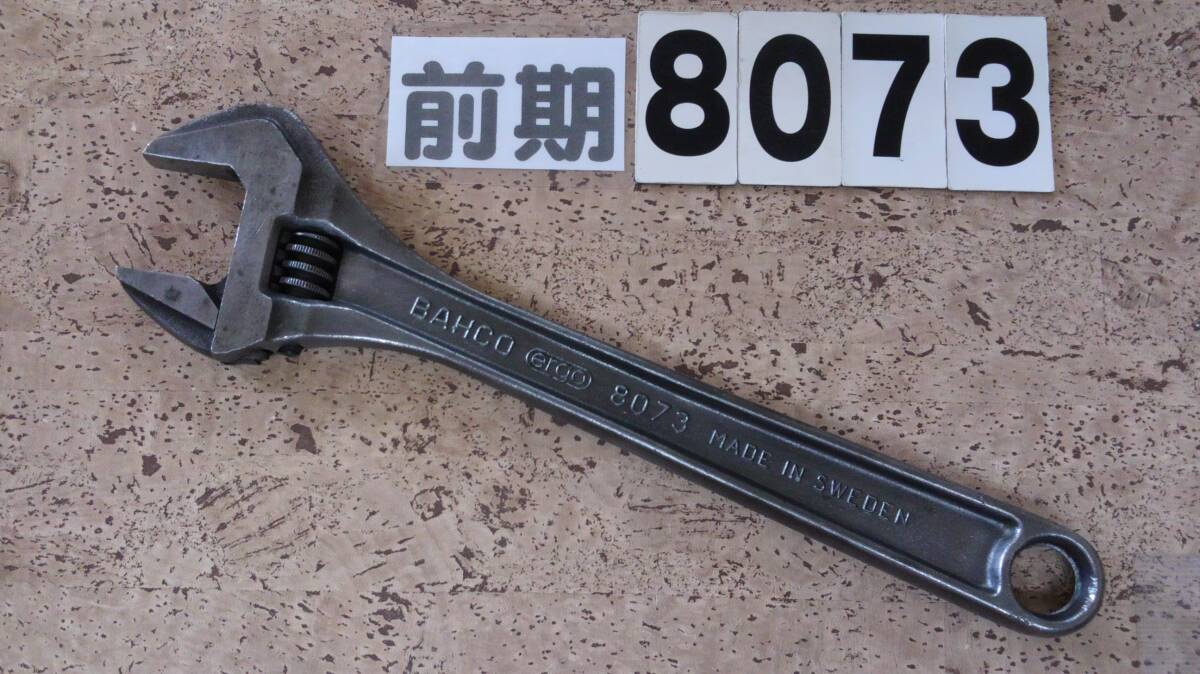 前期 8073
BAHCO ergo 8073 MADE IN SWEDEN